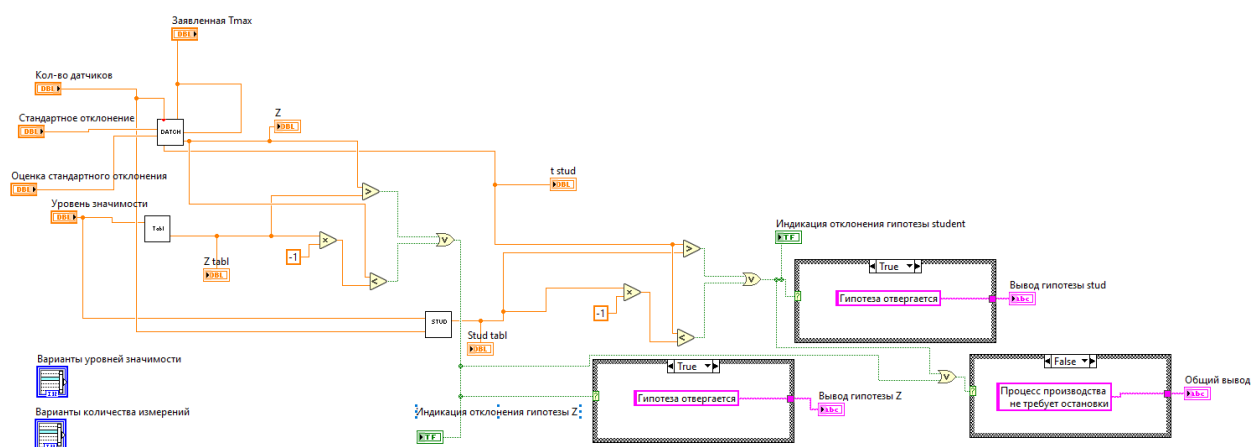 Заявленная Tmax
DBL
Кол-во датчиков
DBL
Стандартное отклонение
DBL
DATCH
Z
DBL
Оценка стандартного отклонения
DBL
t stud
DBL
Уровень значимости
DBL
Tabl
>
V
×
-1
<
Z tabl
DBL
Индикация отклонения гипотезы student
TF
>
V
True
Гипотеза отвергается
Вывод гипотезы stud
abc
×
-1
<
STUD
Stud tabl
DBL
Варианты уровней значимости
Варианты количества измерений
True
Гипотеза отвергается
Вывод гипотезы Z
abc
Индикация отклонения гипотезы Z
TF
V
False
Процесс производства
не требует остановки
Общий вывод
abc